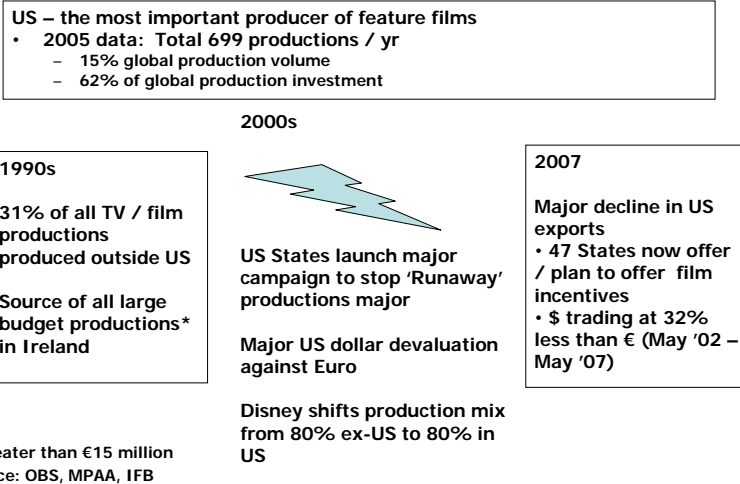 US – the most important producer of feature films
• 2005 data: Total 699 productions / yr
– 15% global production volume
– 62% of global production investment
2000s
1990s
31% of all TV / film
productions
produced outside US
Source of all large
budget productions*
in Ireland
US States launch major
campaign to stop ‘Runaway’
productions major
Major US dollar devaluation
against Euro
Disney shifts production mix
from 80% ex-US to 80% in
US
2007
Major decline in US
exports
• 47 States now offer
/ plan to offer film
incentives
• $ trading at 32%
less than € (May ’02 –
May ’07)
eater than €15 million
ce: OBS, MPAA, IFB